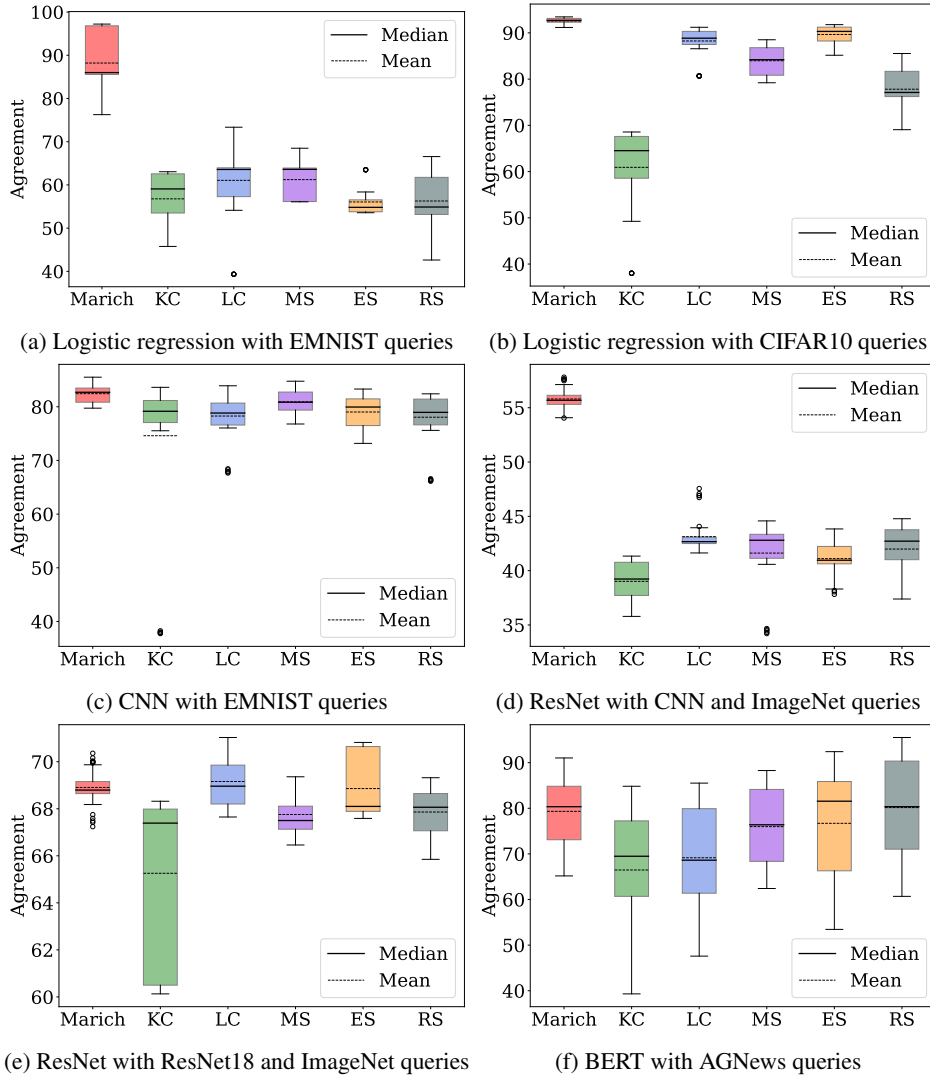 100
90
80
70
60
50
40
Agreement
Median
Mean
Marich KC LC MS ES RS
(a) Logistic regression with EMNIST queries
90
80
70
60
50
40
Agreement
Median
Mean
Marich KC LC MS ES RS
(b) Logistic regression with CIFAR10 queries
80
70
60
50
40
Agreement
Median
Mean
Marich KC LC MS ES RS
(c) CNN with EMNIST queries
55
50
45
40
35
Agreement
Median
Mean
Marich KC LC MS ES RS
(d) ResNet with CNN and ImageNet queries
70
68
66
64
62
60
Agreement
Median
Mean
Marich KC LC MS ES RS
(e) ResNet with ResNet18 and ImageNet queries
90
80
70
60
50
40
Agreement
Median
Mean
Marich KC LC MS ES RS
(f) BERT with AGNews queries